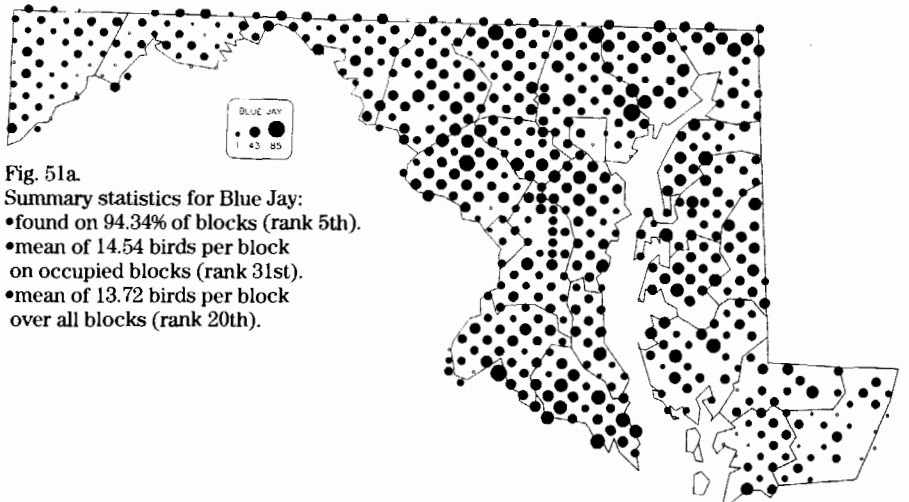 BLUE JAY
1 43 85
Fig. 51a.
Summary statistics for Blue Jay:
•found on 94.34% of blocks (rank 5th).
•mean of 14.54 birds per block
on occupied blocks (rank 31st).
•mean of 13.72 birds per block
over all blocks (rank 20th).